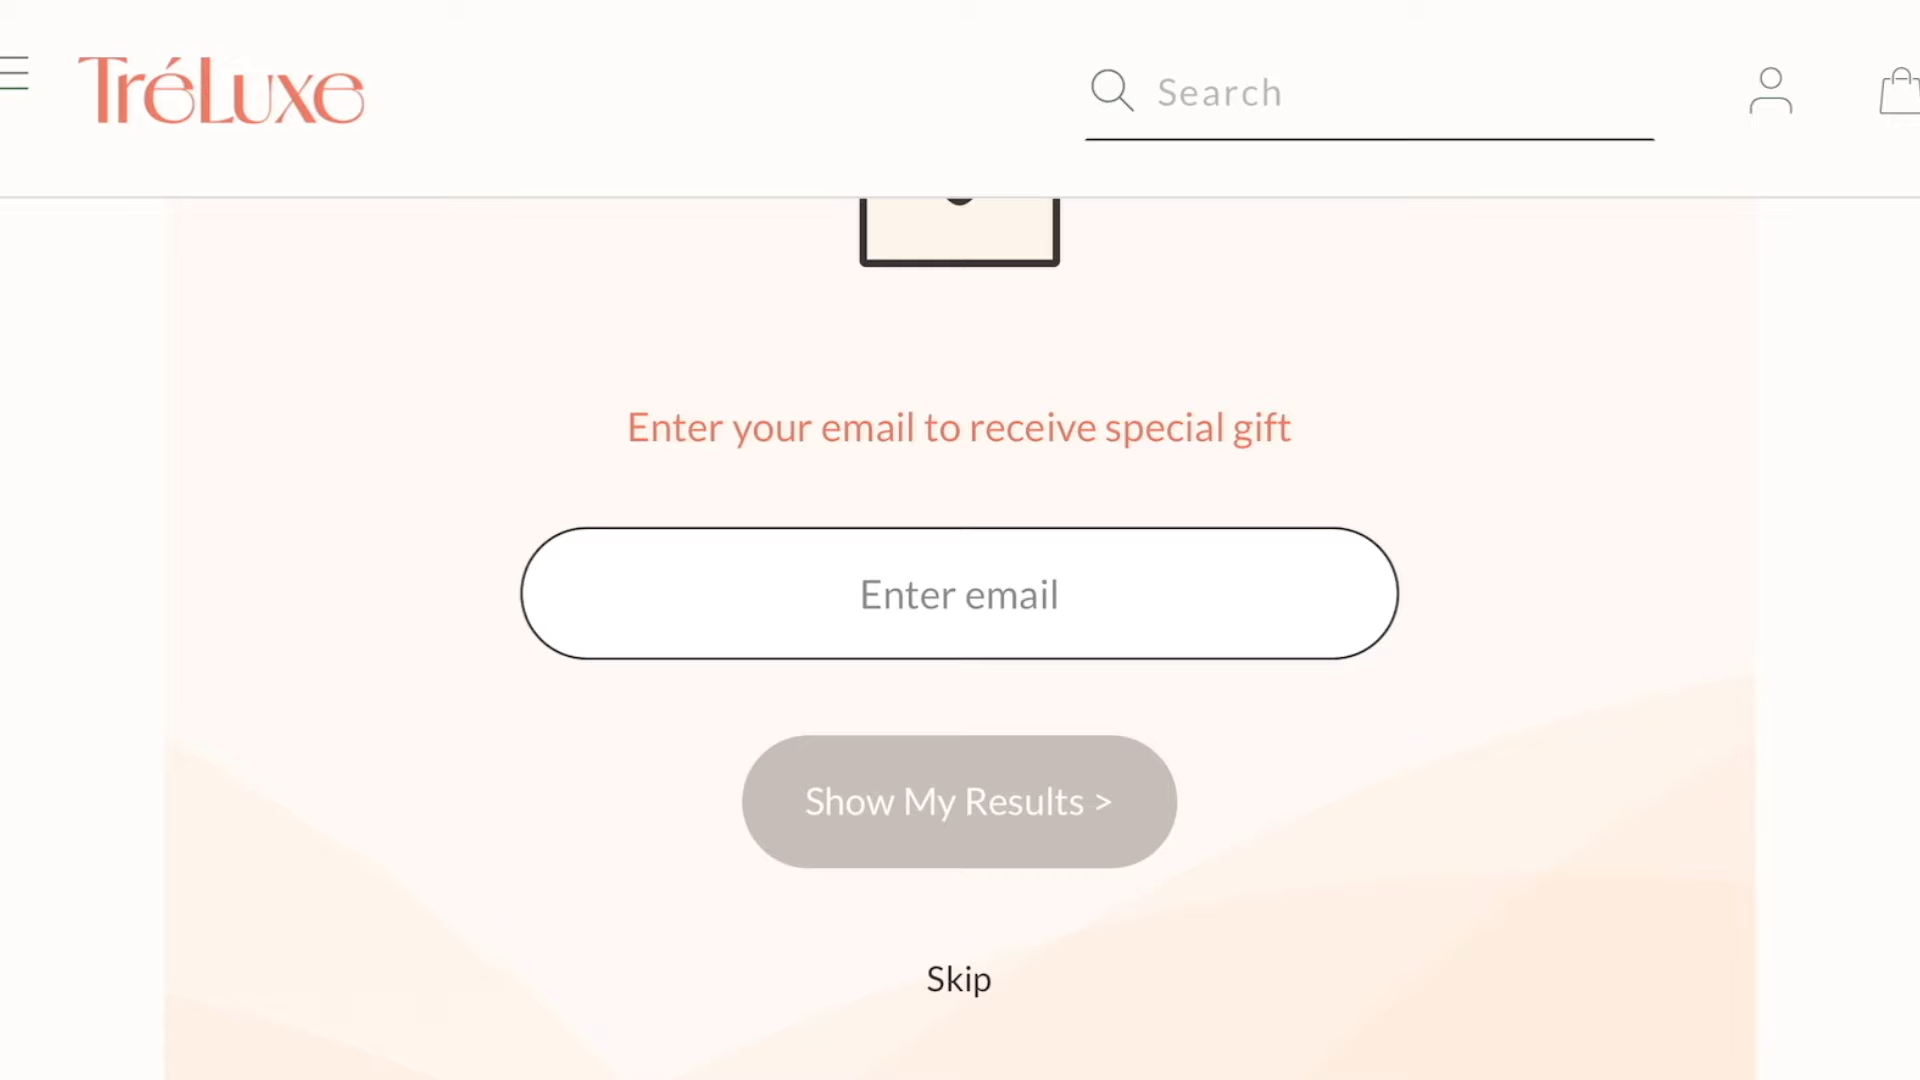 TréLuxe
Search
Enter your email to receive special gift
Enter email
Show My Results >
Skip